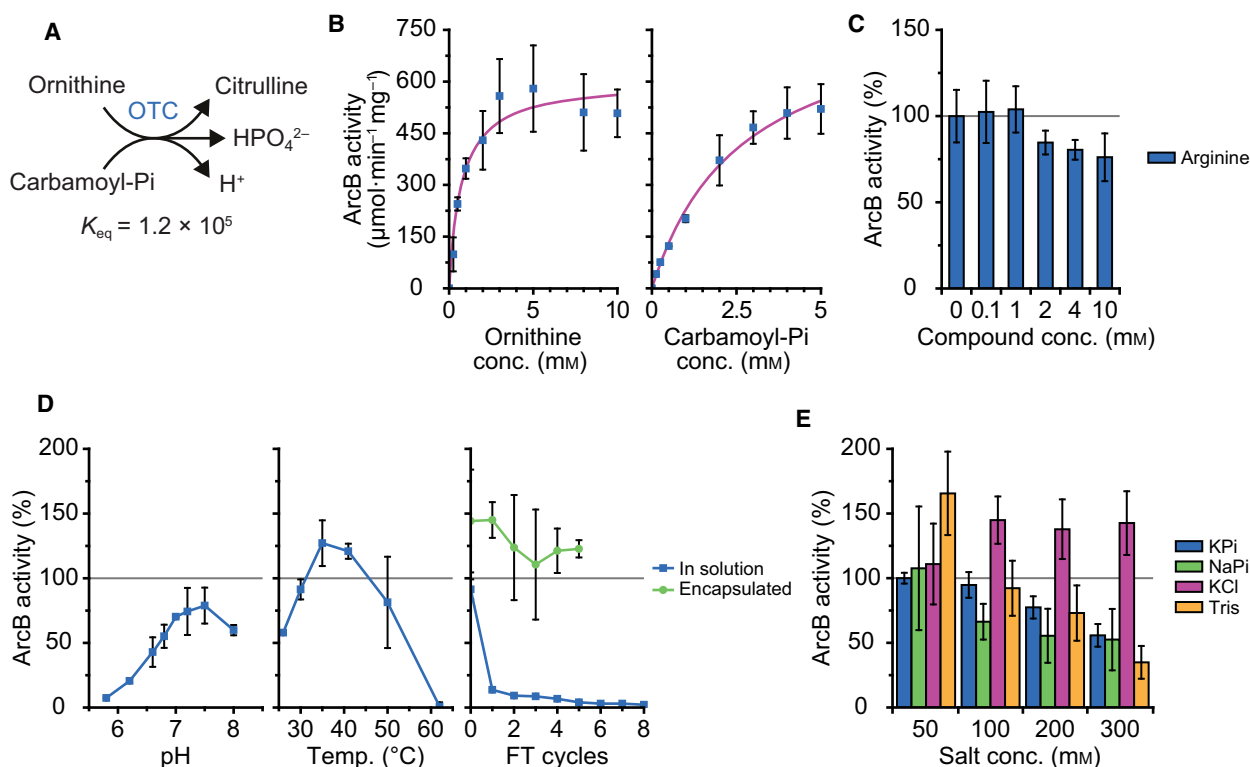 A
Ornithine
Citrulline
OTC
HPO₄²⁻
Carbamoyl-Pi
H⁺
Keq = 1.2 × 10⁵
B
ArcB activity
(μmol·min⁻¹ mg⁻¹)
750
600
450
300
150
0
0 5 10
Ornithine
conc. (mM)
0 2.5 5
Carbamoyl-Pi
conc. (mM)
C
ArcB activity (%)
150
100
50
0
0 0.1 1 2 4 10
Compound conc. (mM)
Arginine
D
ArcB activity (%)
200
150
100
50
0
6 7 8
pH
30 40 50 60
Temp. (°C)
0 2 4 6 8
FT cycles
In solution
Encapsulated
E
ArcB activity (%)
200
150
100
50
0
50 100 200 300
Salt conc. (mM)
KPi
NaPi
KCl
Tris